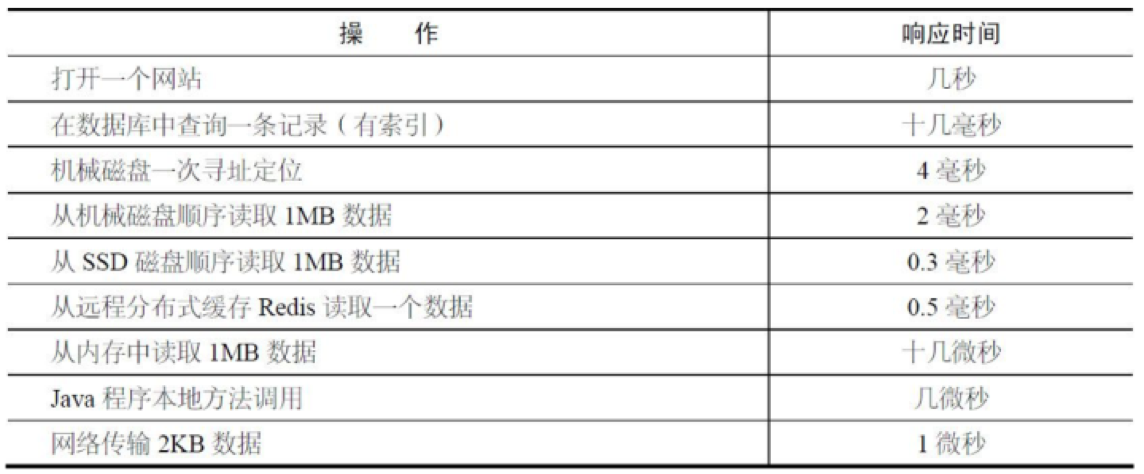 操 作 响应时间
打开一个网站 几秒
在数据库中查询一条记录（有索引） 十几毫秒
机械磁盘一次寻址定位 4 毫秒
从机械磁盘顺序读取 1MB 数据 2 毫秒
从 SSD 磁盘顺序读取 1MB 数据 0.3 毫秒
从远程分布式缓存 Redis 读取一个数据 0.5 毫秒
从内存中读取 1MB 数据 十几微秒
Java 程序本地方法调用 几微秒
网络传输 2KB 数据 1 微秒